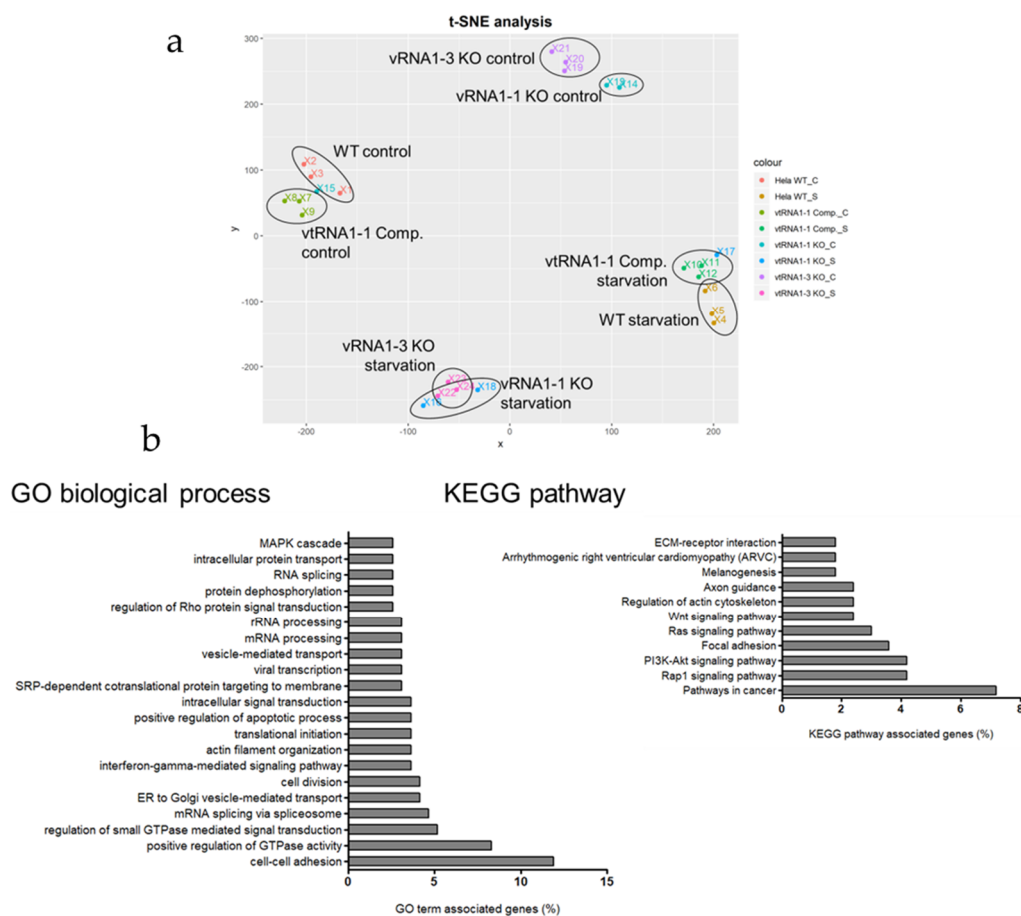 a
t-SNE analysis
300
200
100
0
-100
-200
y
-200
-100
0
100
200
x
vRNA1-3 KO control
X21
X20
X19
vRNA1-1 KO control
X14
WT control
X2
X3
X15
X1
X8
X7
X9
vtRNA1-1 Comp.
control
vtRNA1-1 Comp.
starvation
X17
X10
X11
X12
X6
WT starvation
X5
X4
vRNA1-3 KO
starvation
X22
X18
vRNA1-1 KO
starvation
colour
Hela WT_C
Hela WT_S
vtRNA1-1 Comp._C
vtRNA1-1 Comp._S
vtRNA1-1 KO_C
vtRNA1-1 KO_S
vtRNA1-3 KO_C
vtRNA1-3 KO_S
b
GO biological process
MAPK cascade
intracellular protein transport
RNA splicing
protein dephosphorylation
regulation of Rho protein signal transduction
rRNA processing
mRNA processing
vesicle-mediated transport
viral transcription
SRP-dependent cotranslational protein targeting to membrane
intracellular signal transduction
positive regulation of apoptotic process
translational initiation
actin filament organization
interferon-gamma-mediated signaling pathway
cell division
ER to Golgi vesicle-mediated transport
mRNA splicing via spliceosome
regulation of small GTPase mediated signal transduction
positive regulation of GTPase activity
cell-cell adhesion
0
5
10
15
GO term associated genes (%)
KEGG pathway
ECM-receptor interaction
Arrhythmogenic right ventricular cardiomyopathy (ARVC)
Melanogenesis
Axon guidance
Regulation of actin cytoskeleton
Wnt signaling pathway
Ras signaling pathway
Focal adhesion
PI3K-Akt signaling pathway
Rap1 signaling pathway
Pathways in cancer
0
2
4
6
8
KEGG pathway associated genes (%)